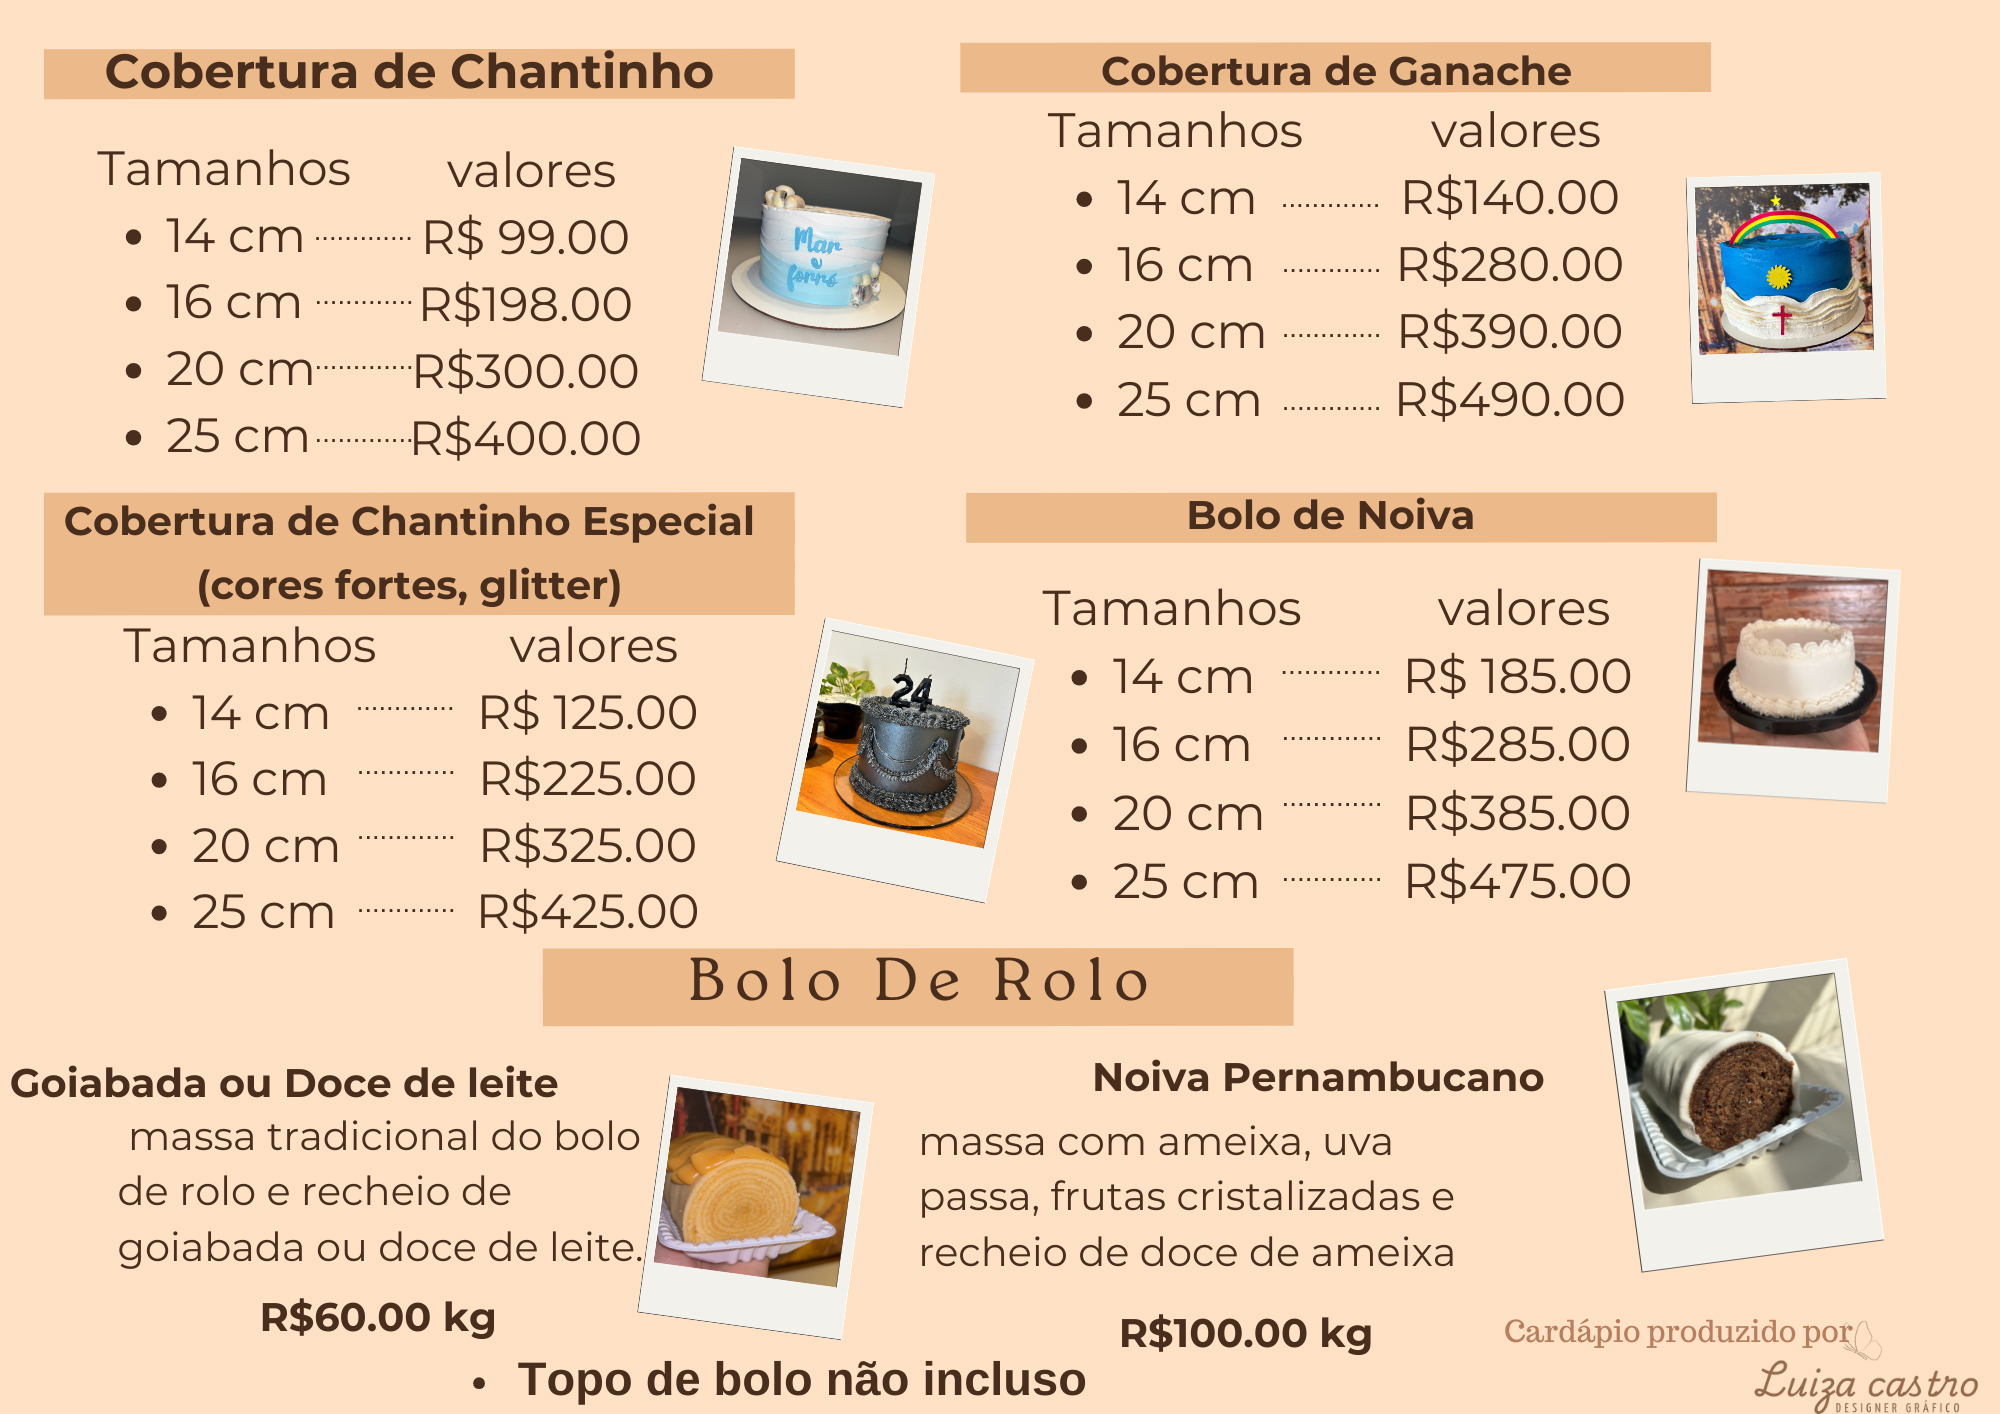 Cobertura de Chantinho
Tamanhos valores
• 14 cm ............. R$ 99.00
• 16 cm ............. R$198.00
• 20 cm ............. R$300.00
• 25 cm ............. R$400.00
Cobertura de Ganache
Tamanhos valores
• 14 cm ............. R$140.00
• 16 cm ............. R$280.00
• 20 cm ............. R$390.00
• 25 cm ............. R$490.00
Mar
e
forró
Cobertura de Chantinho Especial
(cores fortes, glitter)
Tamanhos valores
• 14 cm ............. R$ 125.00
• 16 cm ............. R$225.00
• 20 cm ............. R$325.00
• 25 cm ............. R$425.00
24
Bolo de Noiva
Tamanhos valores
• 14 cm ............. R$ 185.00
• 16 cm ............. R$285.00
• 20 cm ............. R$385.00
• 25 cm ............. R$475.00
Bolo De Rolo
Goiabada ou Doce de leite
massa tradicional do bolo
de rolo e recheio de
goiabada ou doce de leite.
R$60.00 kg
Noiva Pernambucano
massa com ameixa, uva
passa, frutas cristalizadas e
recheio de doce de ameixa
R$100.00 kg
• Topo de bolo não incluso
Cardápio produzido por
Luiza castro
DESIGNER GRÁFICO